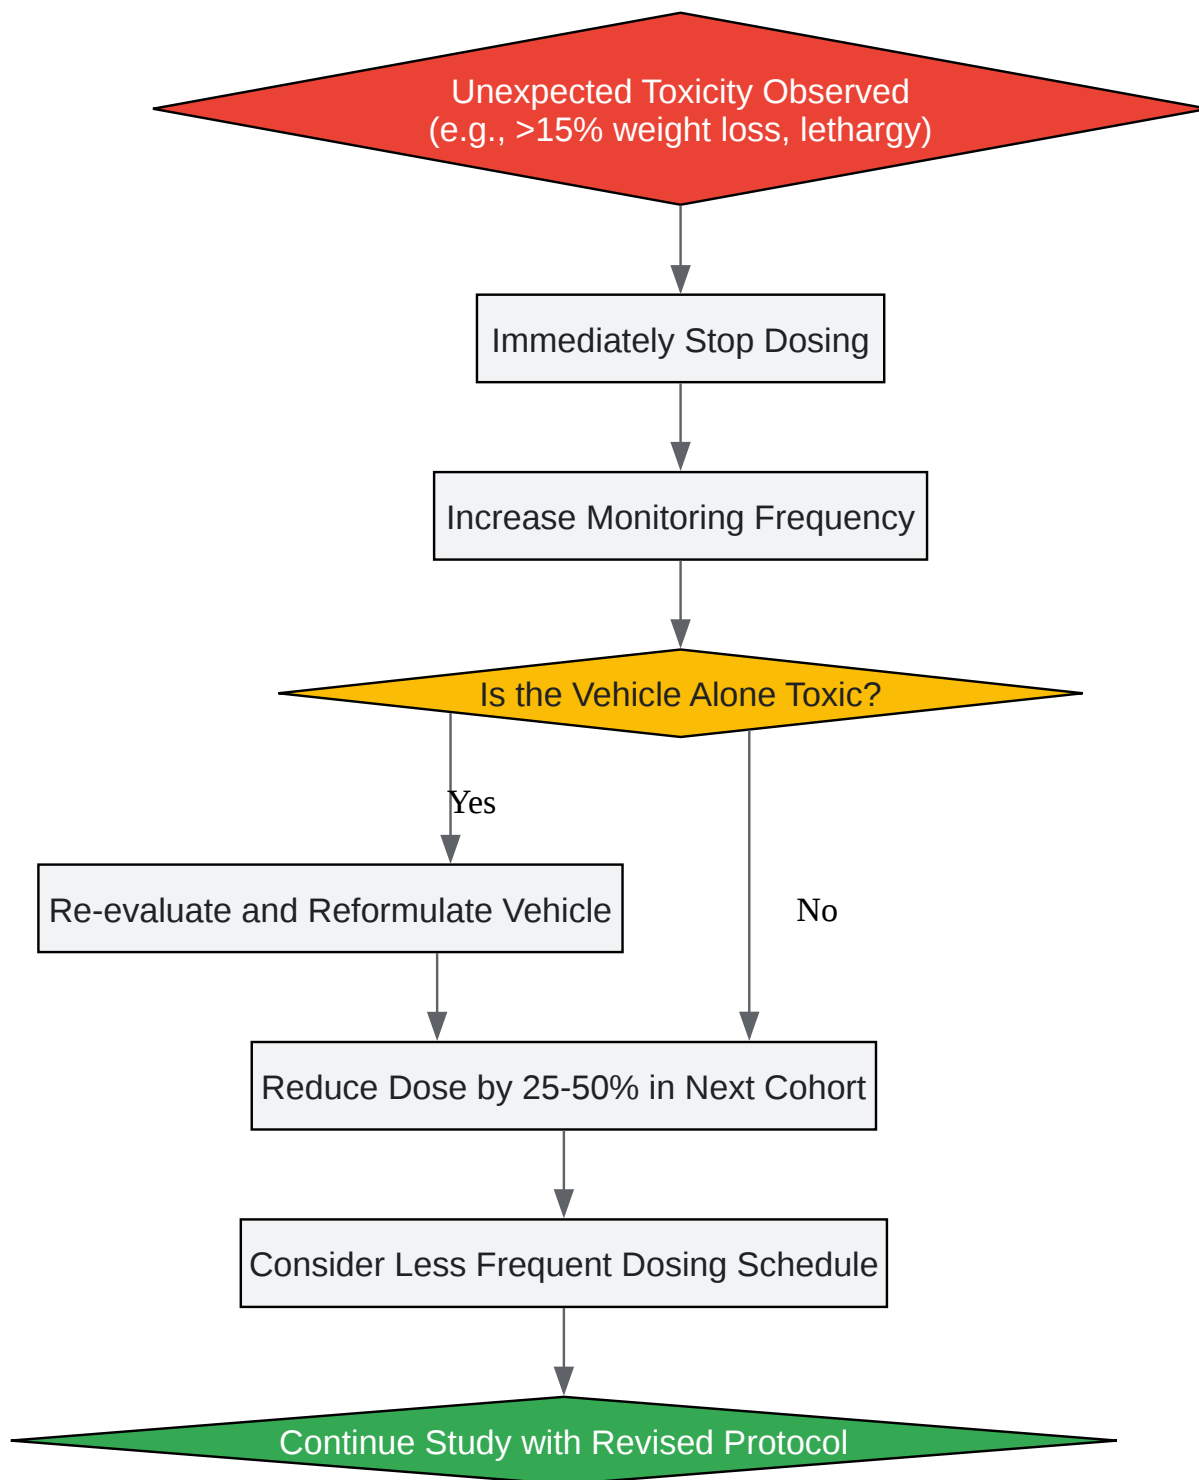 Unexpected Toxicity Observed
(e.g., >15% weight loss, lethargy)
Immediately Stop Dosing
Increase Monitoring Frequency
Is the Vehicle Alone Toxic?
Yes
Re-evaluate and Reformulate Vehicle
No
Reduce Dose by 25-50% in Next Cohort
Consider Less Frequent Dosing Schedule
Continue Study with Revised Protocol